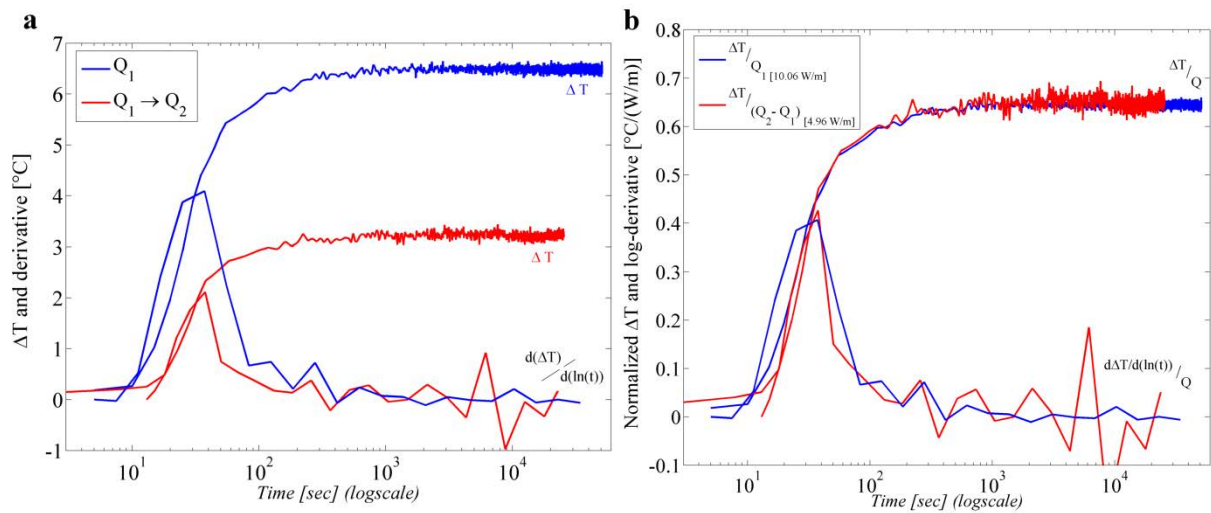 a
ΔT and derivative [°C]
7
6
5
4
3
2
1
0
-1
Q1
Q1 → Q2
Δ T
Δ T
d(ΔT)/d(ln(t))
10^1
10^2
10^3
10^4
Time [sec] (logscale)
b
Normalized ΔT and log-derivative [°C/(W/m)]
0.8
0.7
0.6
0.5
0.4
0.3
0.2
0.1
0
-0.1
ΔT/Q1 [10.06 W/m]
ΔT/(Q2- Q1) [4.96 W/m]
ΔT/Q
dΔT/d(ln(t))/Q
10^1
10^2
10^3
10^4
Time [sec] (logscale)